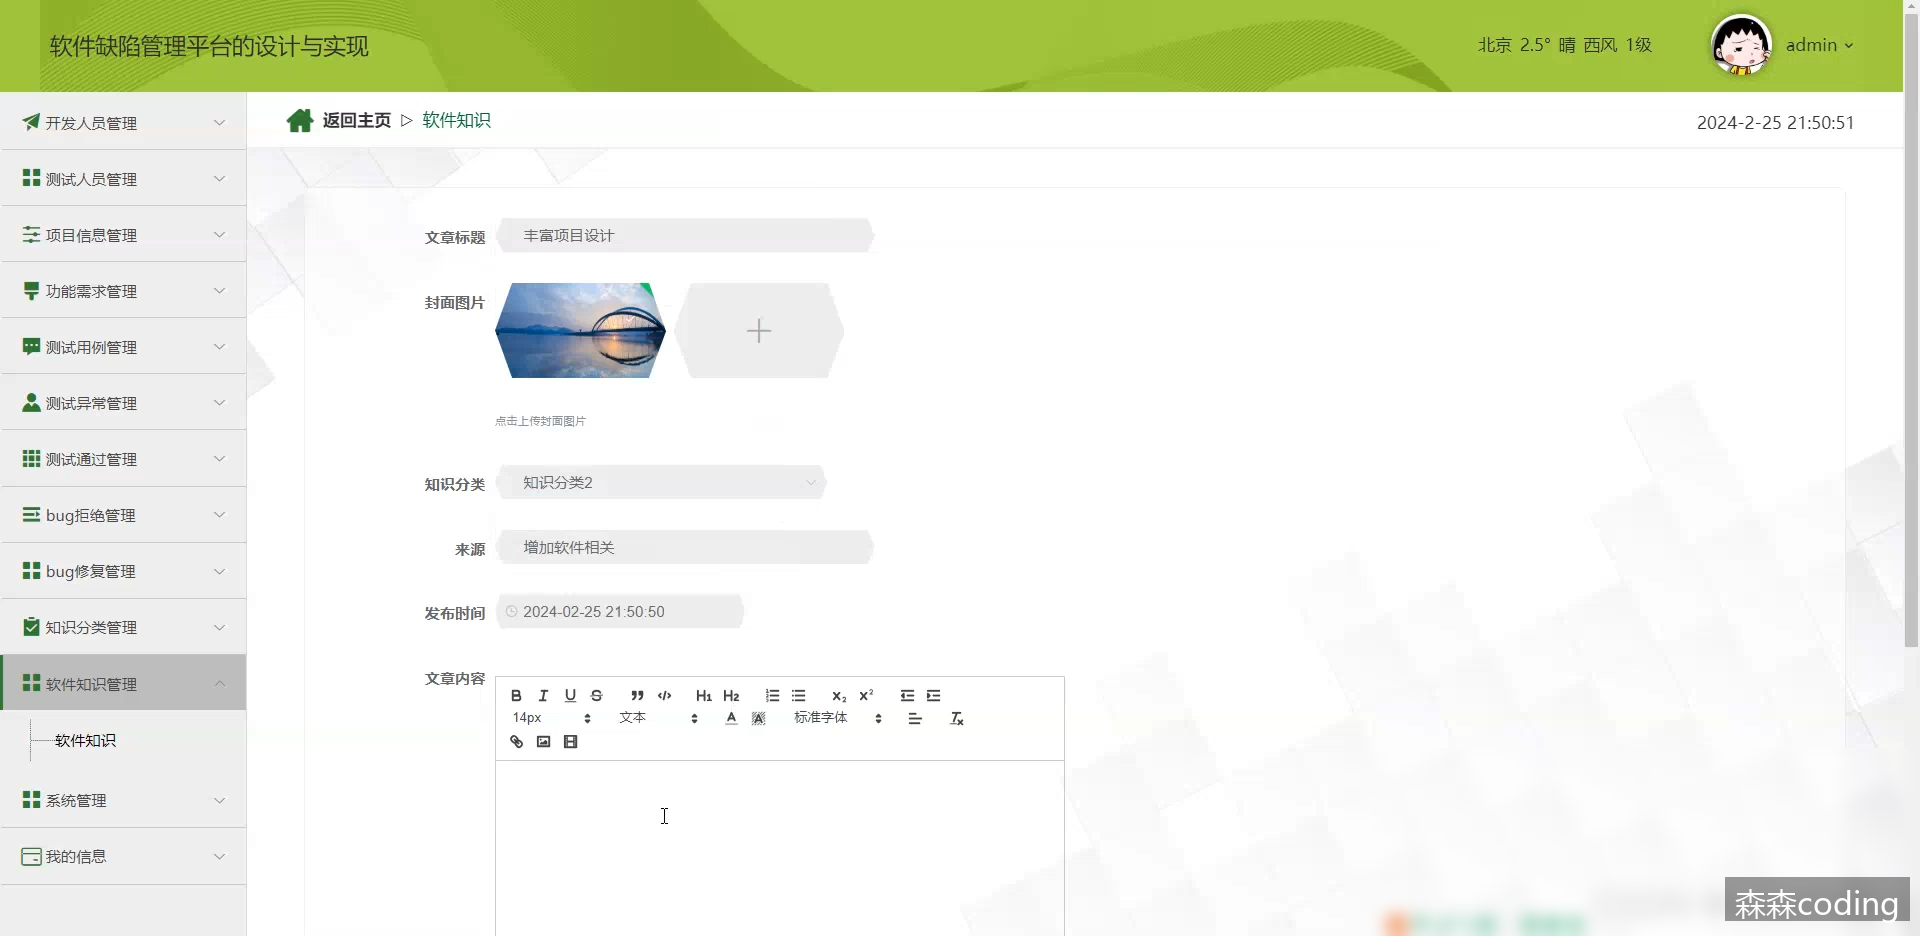 软件缺陷管理平台的设计与实现
北京 2.5° 晴 西风 1级
admin
开发人员管理
测试人员管理
项目信息管理
功能需求管理
测试用例管理
测试异常管理
测试通过管理
bug拒绝管理
bug修复管理
知识分类管理
软件知识管理
软件知识
系统管理
我的信息
返回主页 ▷ 软件知识
2024-2-25 21:50:51
文章标题 丰富项目设计
封面图片
点击上传封面图片
知识分类 知识分类2
来源 增加软件相关
发布时间 2024-02-25 21:50:50
文章内容
B I U S H1 H2 X₂ X²
14px 文本 A A 标准字体 Tx
森森coding